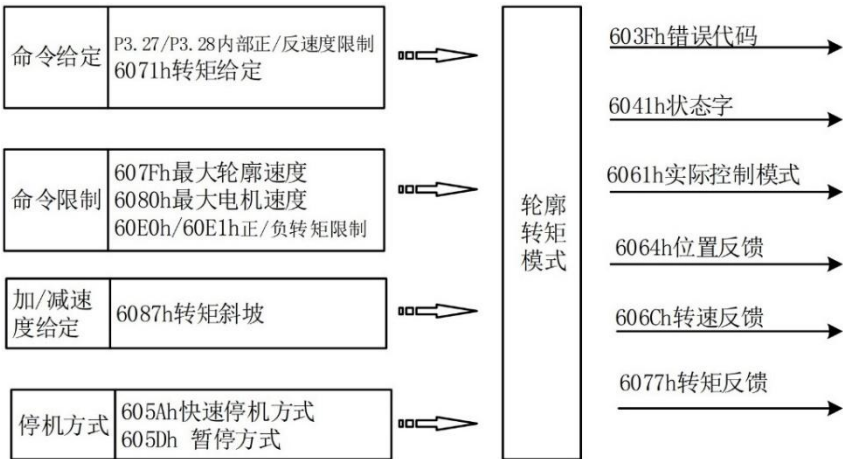 命令给定
P3.27/P3.28内部正/反速度限制
6071h转矩给定
命令限制
607Fh最大轮廓速度
6080h最大电机速度
60E0h/60E1h正/负转矩限制
加/减速
度给定
6087h转矩斜坡
停机方式
605Ah快速停机方式
605Dh 暂停方式
轮廓
转矩
模式
603Fh错误代码
6041h状态字
6061h实际控制模式
6064h位置反馈
606Ch转速反馈
6077h转矩反馈